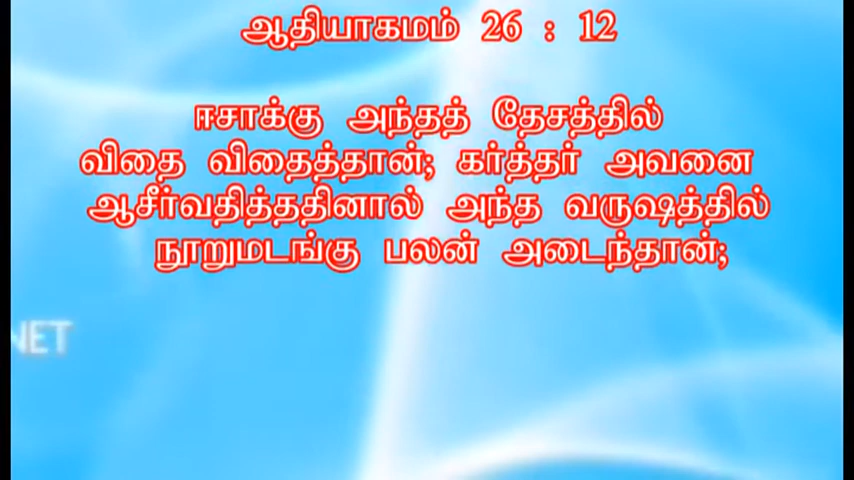 ஆதியாகமம் 26 : 12
ஈசாக்கு அந்தத் தேசத்தில்
விதை விதைத்தான்; கர்த்தர் அவனை
ஆசீர்வதித்ததினால் அந்த வருஷத்தில்
நூறுமடங்கு பலன் அடைந்தான்;
NET